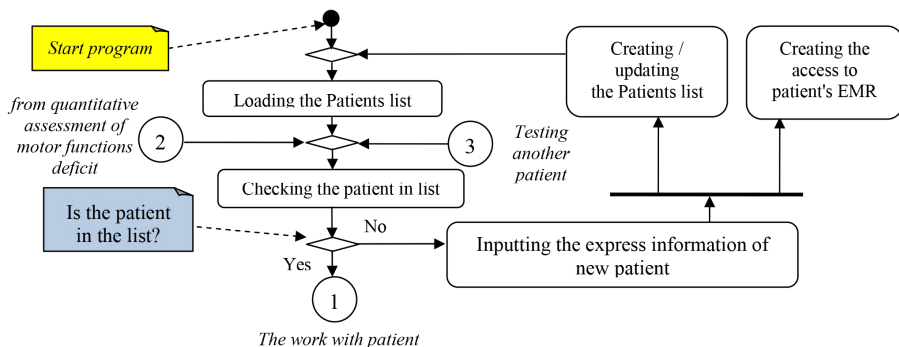 Start program
Creating /
updating
the Patients list
Creating the
access to
patient's EMR
Loading the Patients list
from quantitative
assessment of
motor functions
deficit
2
3
Testing
another
patient
Checking the patient in list
Is the patient
in the list?
No
Yes
Inputting the express information of
new patient
1
The work with patient